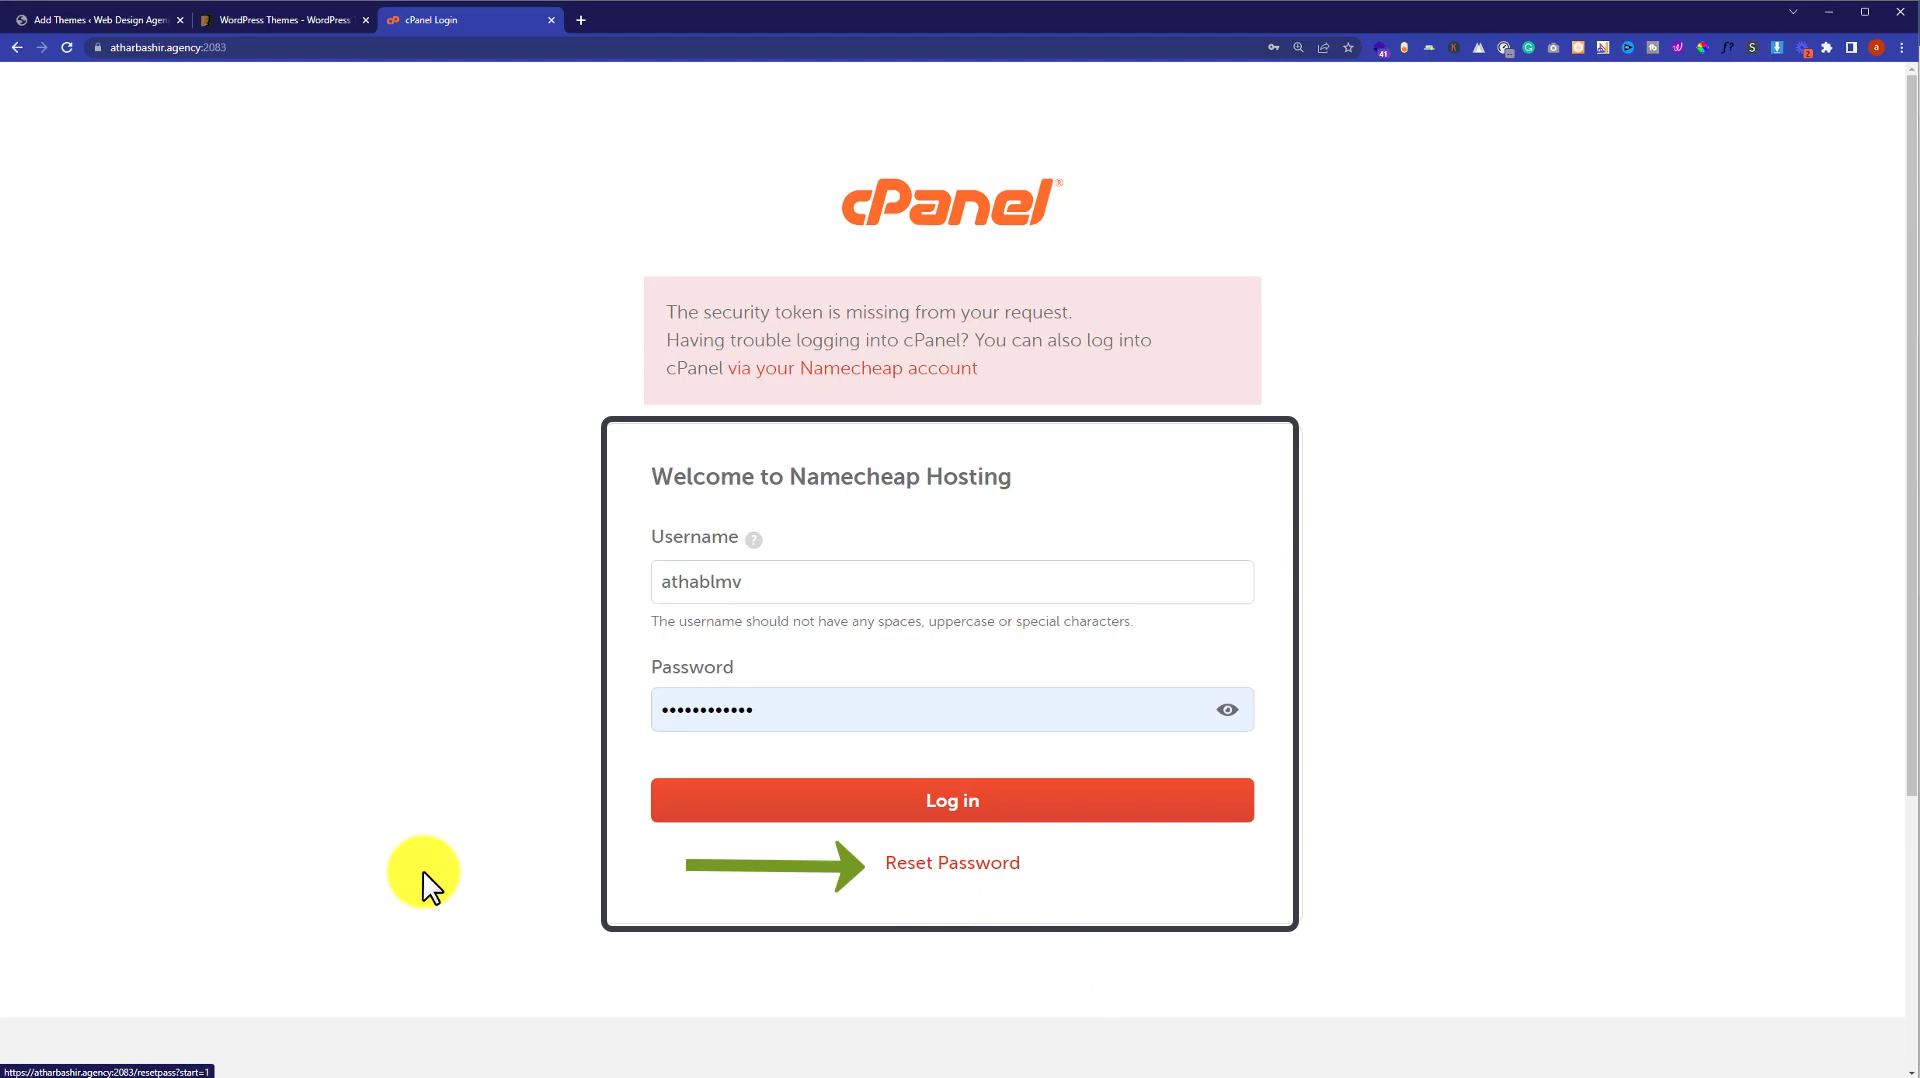 Add Themes ‹ Web Design Agen
WordPress Themes - WordPress
cPanel Login
atharbashir.agency:2083
41
2
a
cPanel®
The security token is missing from your request.
Having trouble logging into cPanel? You can also log into
cPanel via your Namecheap account
Welcome to Namecheap Hosting
Username ?
athablmv
The username should not have any spaces, uppercase or special characters.
Password
••••••••••••
Log in
Reset Password
https://atharbashir.agency:2083/resetpass?start=1